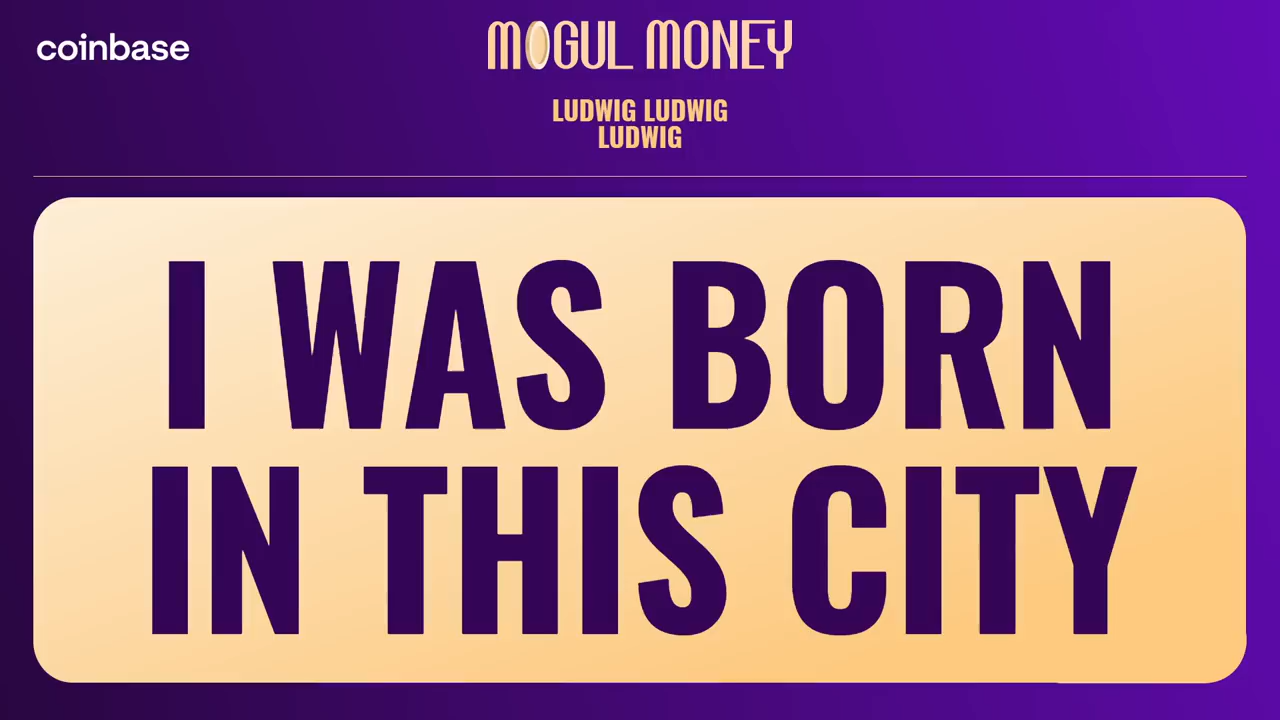 coinbase
MOGUL MONEY
LUDWIG LUDWIG
LUDWIG
I WAS BORN
IN THIS CITY